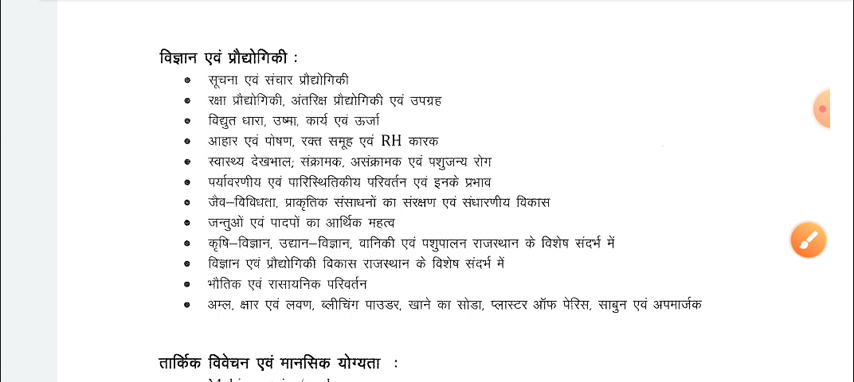 विज्ञान एवं प्रौद्योगिकी :
• सूचना एवं संचार प्रौद्योगिकी
• रक्षा प्रौद्योगिकी, अंतरिक्ष प्रौद्योगिकी एवं उपग्रह
• विद्युत धारा, उष्मा, कार्य एवं ऊर्जा
• आहार एवं पोषण, रक्त समूह एवं RH कारक
• स्वास्थ्य देखभाल; संक्रामक, असंक्रामक एवं पशुजन्य रोग
• पर्यावरणीय एवं पारिस्थितिकीय परिवर्तन एवं इनके प्रभाव
• जैव–विविधता, प्राकृतिक संसाधनों का संरक्षण एवं संधारणीय विकास
• जन्तुओं एवं पादपों का आर्थिक महत्व
• कृषि–विज्ञान, उद्यान–विज्ञान, वानिकी एवं पशुपालन राजस्थान के विशेष संदर्भ में
• विज्ञान एवं प्रौद्योगिकी विकास राजस्थान के विशेष संदर्भ में
• भौतिक एवं रासायनिक परिवर्तन
• अम्ल, क्षार एवं लवण, ब्लीचिंग पाउडर, खाने का सोडा, प्लास्टर ऑफ पेरिस, साबुन एवं अपमार्जक
तार्किक विवेचन एवं मानसिक योग्यता :